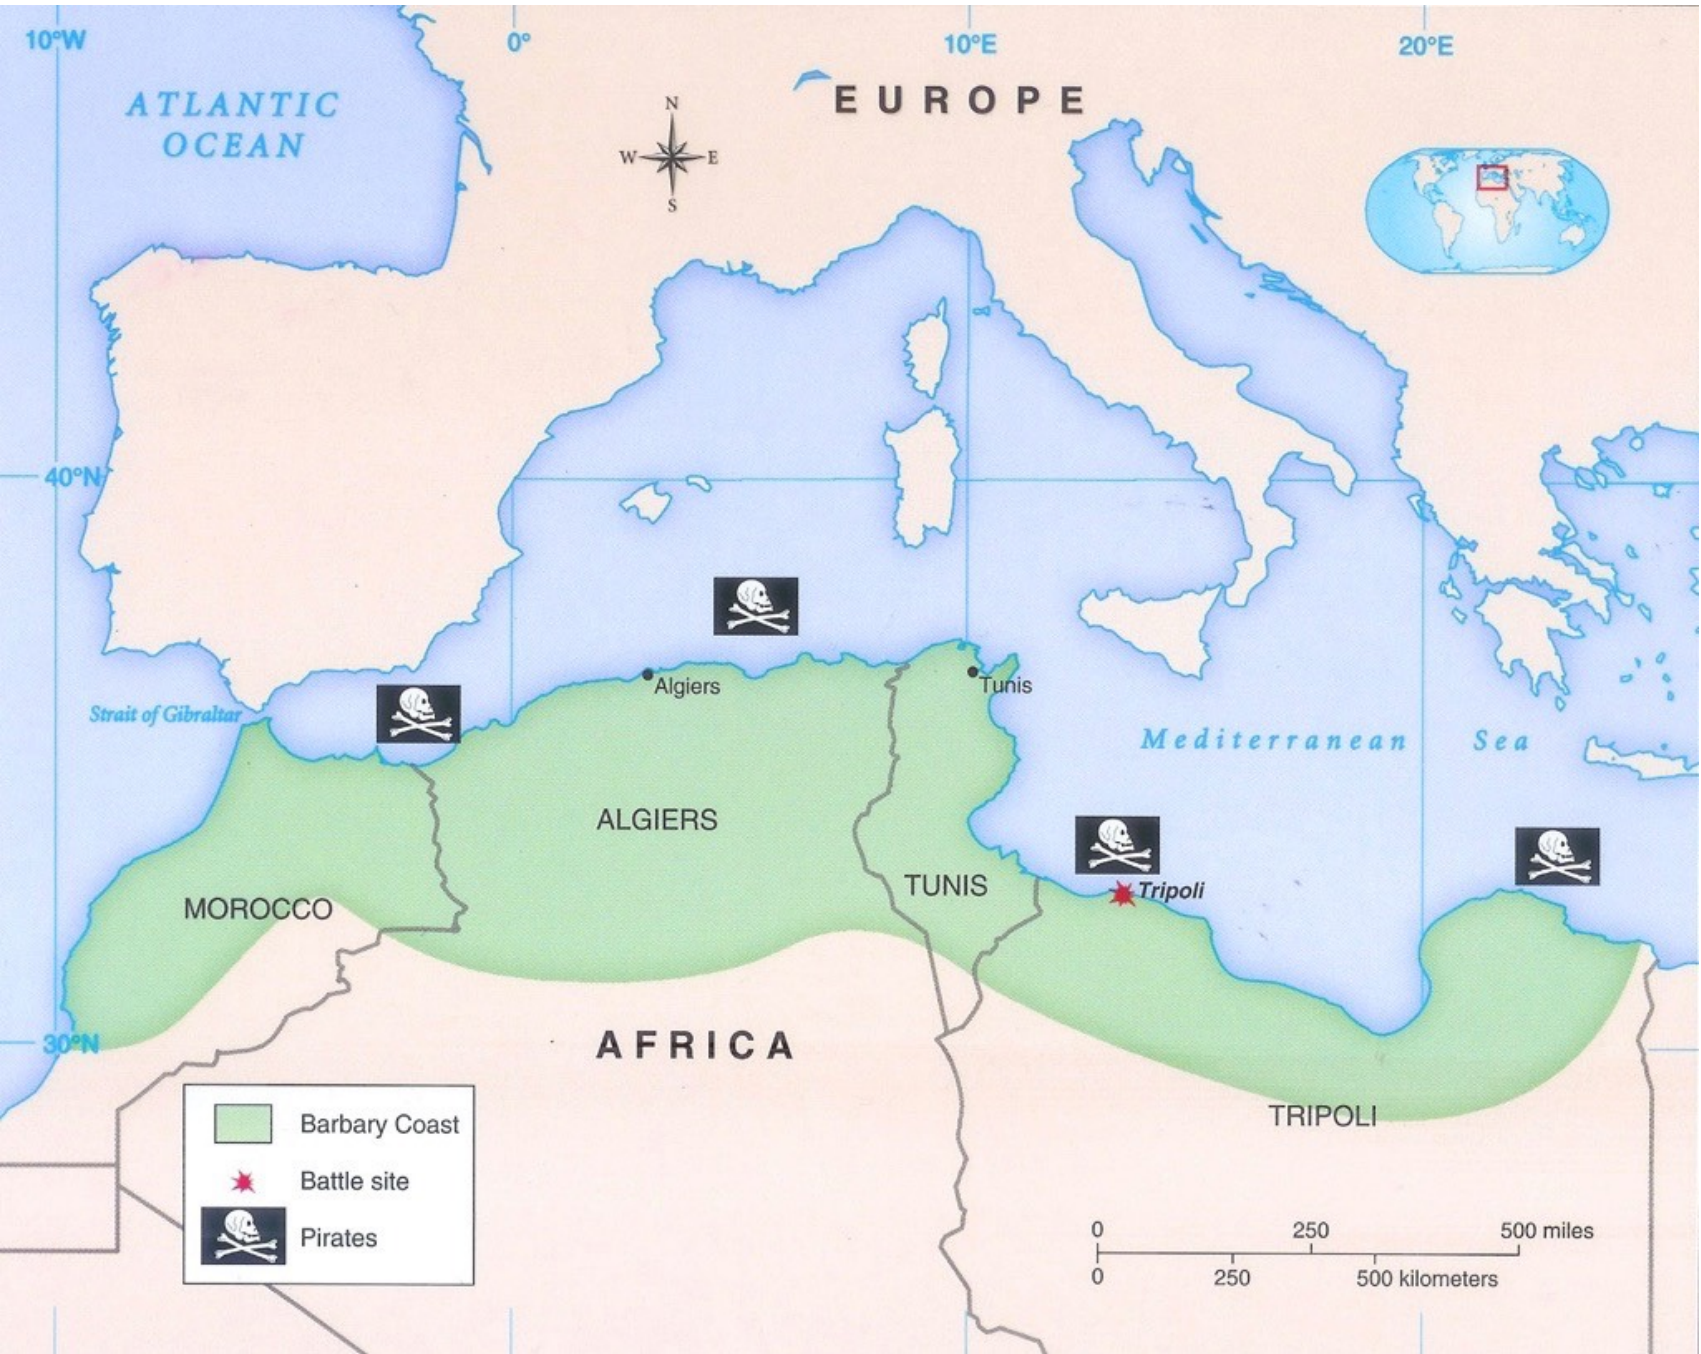 10°W
0°
10°E
20°E
ATLANTIC
OCEAN
EUROPE
N
W
E
S
40°N
Algiers
Tunis
Strait of Gibraltar
Mediterranean Sea
ALGIERS
TUNIS
Tripoli
MOROCCO
30°N
AFRICA
TRIPOLI
Barbary Coast
Battle site
Pirates
0 250 500 miles
0 250 500 kilometers